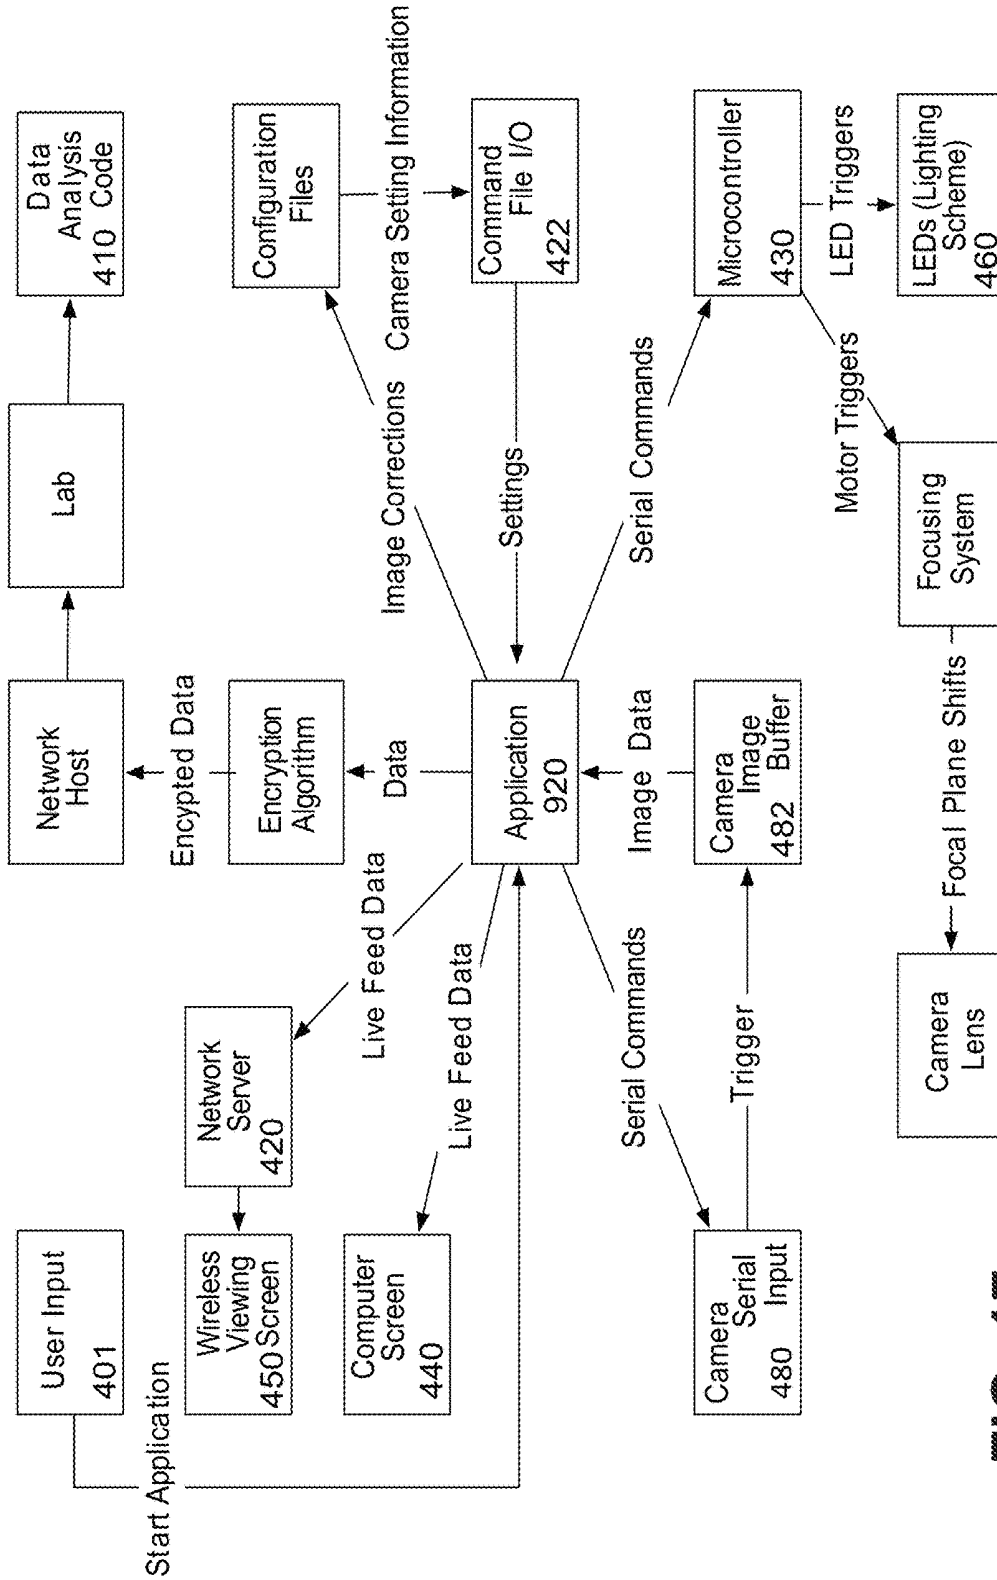 Start Application
User Input
401
Wireless
Viewing
Screen
450
Computer
Screen
440
Network
Server
420
Live Feed Data
Live Feed Data
Network
Host
Encypted Data
Encryption
Algorithm
Data
Application
920
Lab
Data
Analysis
Code
410
Image Corrections
Configuration
Files
Camera Setting Information
Command
File I/O
422
Settings
Serial Commands
Serial Commands
Camera
Serial
Input
480
Trigger
Image Data
Camera
Image
Buffer
482
Microcontroller
430
LED Triggers
Motor Triggers
LEDs (Lighting
Scheme)
460
Focusing
System
Focal Plane Shifts
Camera
Lens